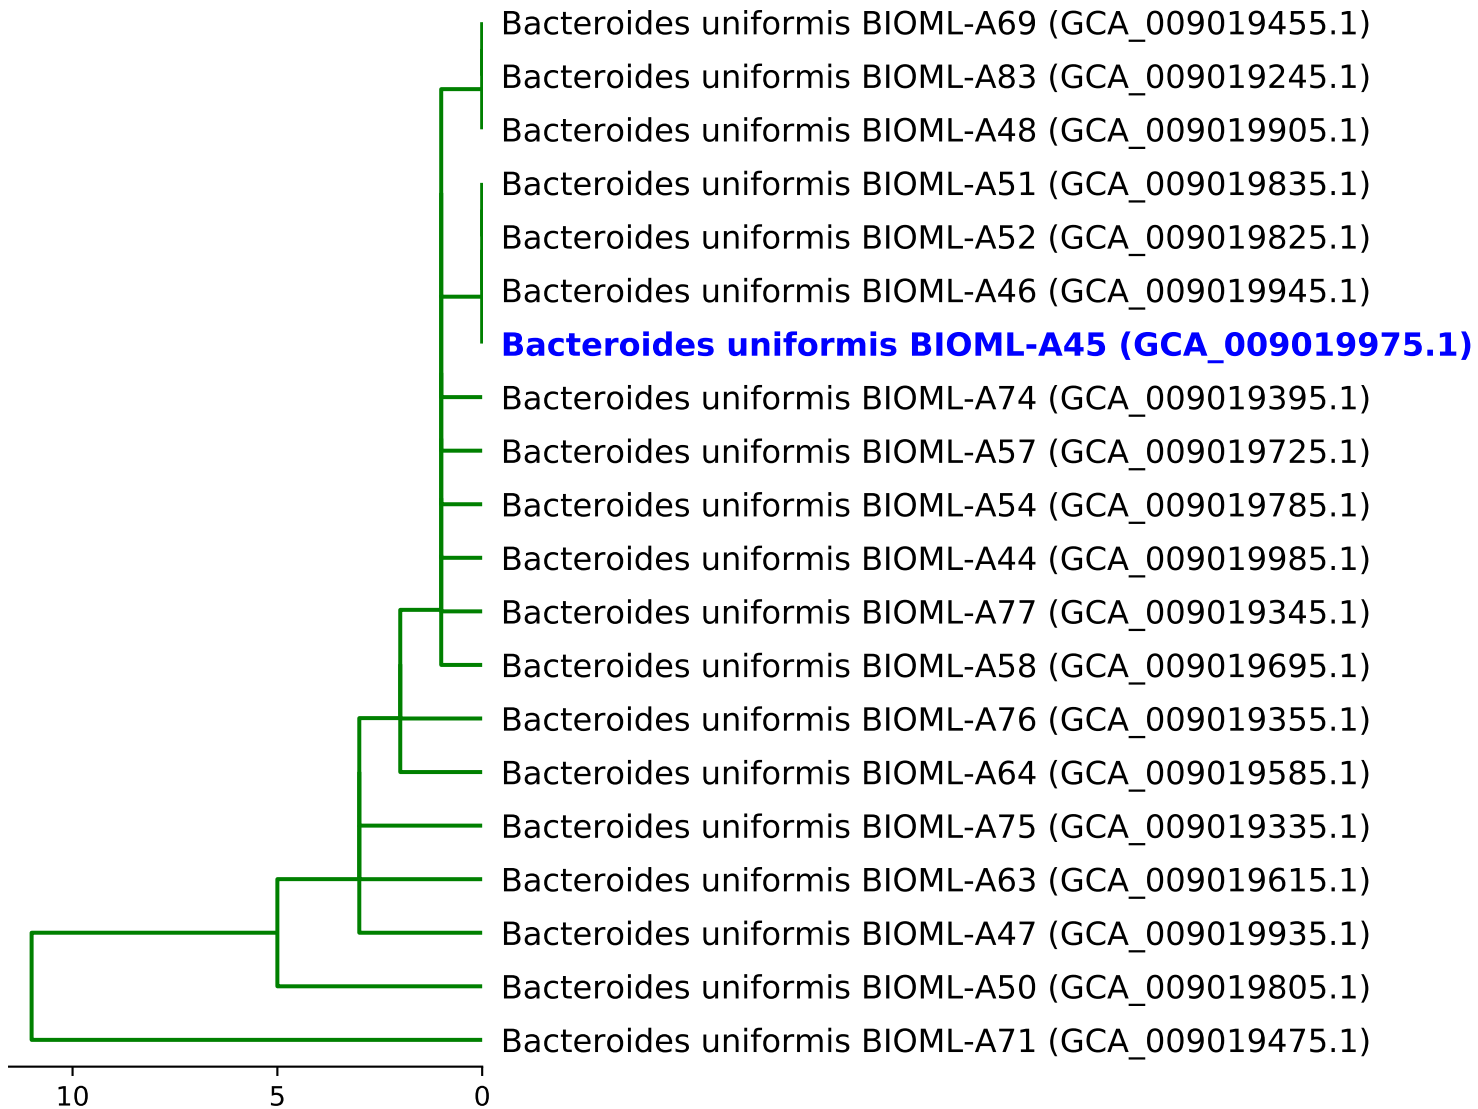 Bacteroides uniformis BIOML-A69 (GCA_009019455.1)
Bacteroides uniformis BIOML-A83 (GCA_009019245.1)
Bacteroides uniformis BIOML-A48 (GCA_009019905.1)
Bacteroides uniformis BIOML-A51 (GCA_009019835.1)
Bacteroides uniformis BIOML-A52 (GCA_009019825.1)
Bacteroides uniformis BIOML-A46 (GCA_009019945.1)
Bacteroides uniformis BIOML-A45 (GCA_009019975.1)
Bacteroides uniformis BIOML-A74 (GCA_009019395.1)
Bacteroides uniformis BIOML-A57 (GCA_009019725.1)
Bacteroides uniformis BIOML-A54 (GCA_009019785.1)
Bacteroides uniformis BIOML-A44 (GCA_009019985.1)
Bacteroides uniformis BIOML-A77 (GCA_009019345.1)
Bacteroides uniformis BIOML-A58 (GCA_009019695.1)
Bacteroides uniformis BIOML-A76 (GCA_009019355.1)
Bacteroides uniformis BIOML-A64 (GCA_009019585.1)
Bacteroides uniformis BIOML-A75 (GCA_009019335.1)
Bacteroides uniformis BIOML-A63 (GCA_009019615.1)
Bacteroides uniformis BIOML-A47 (GCA_009019935.1)
Bacteroides uniformis BIOML-A50 (GCA_009019805.1)
Bacteroides uniformis BIOML-A71 (GCA_009019475.1)
10 5 0